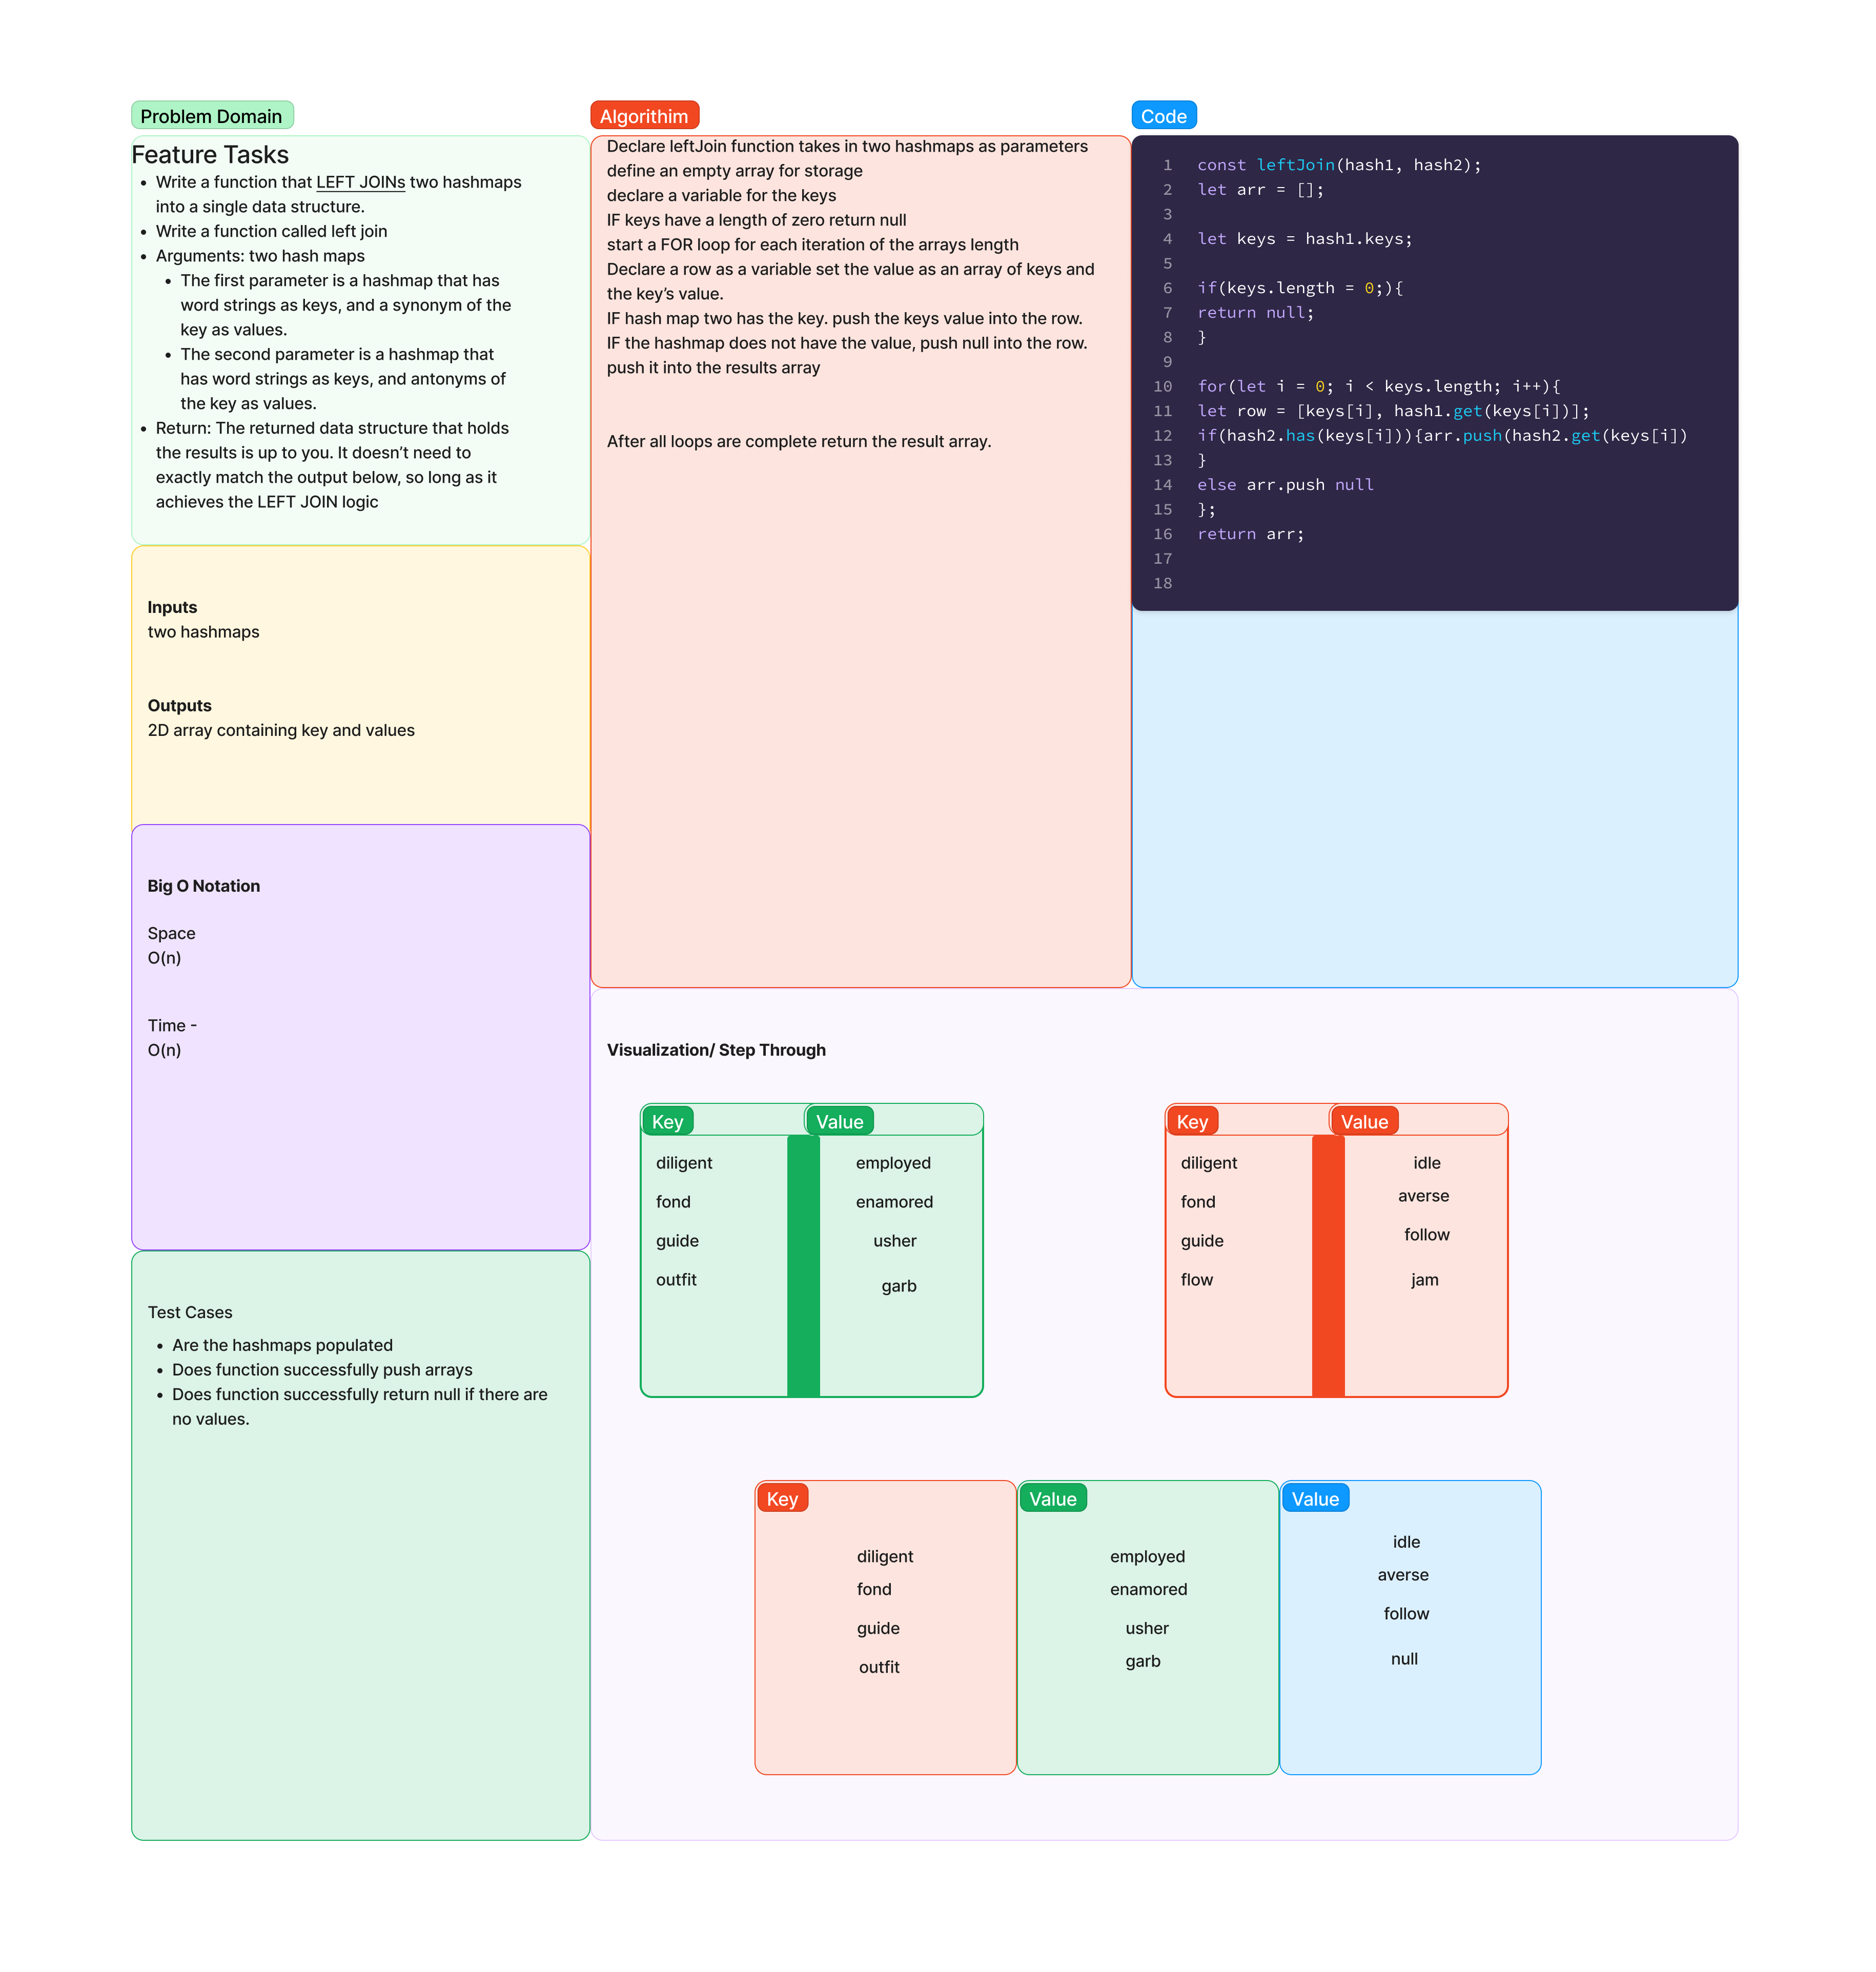 Problem Domain
Feature Tasks
• Write a function that LEFT JOINs two hashmaps
into a single data structure.
• Write a function called left join
• Arguments: two hash maps
• The first parameter is a hashmap that has
word strings as keys, and a synonym of the
key as values.
• The second parameter is a hashmap that
has word strings as keys, and antonyms of
the key as values.
• Return: The returned data structure that holds
the results is up to you. It doesn’t need to
exactly match the output below, so long as it
achieves the LEFT JOIN logic
Inputs
two hashmaps
Outputs
2D array containing key and values
Big O Notation
Space
O(n)
Time -
O(n)
Test Cases
• Are the hashmaps populated
• Does function successfully push arrays
• Does function successfully return null if there are
no values.
Algorithim
Declare leftJoin function takes in two hashmaps as parameters
define an empty array for storage
declare a variable for the keys
IF keys have a length of zero return null
start a FOR loop for each iteration of the arrays length
Declare a row as a variable set the value as an array of keys and
the key’s value.
IF hash map two has the key. push the keys value into the row.
IF the hashmap does not have the value, push null into the row.
push it into the results array
After all loops are complete return the result array.
Code
1 const leftJoin(hash1, hash2);
2 let arr = [];
3
4 let keys = hash1.keys;
5
6 if(keys.length = 0;){
7 return null;
8 }
9
10 for(let i = 0; i < keys.length; i++){
11 let row = [keys[i], hash1.get(keys[i])];
12 if(hash2.has(keys[i])){arr.push(hash2.get(keys[i])
13 }
14 else arr.push null
15 };
16 return arr;
17
18
Visualization/ Step Through
Key Value
diligent employed
fond enamored
guide usher
outfit garb
Key Value
diligent idle
fond averse
guide follow
flow jam
Key Value Value
diligent employed idle
fond enamored averse
guide usher follow
outfit garb null